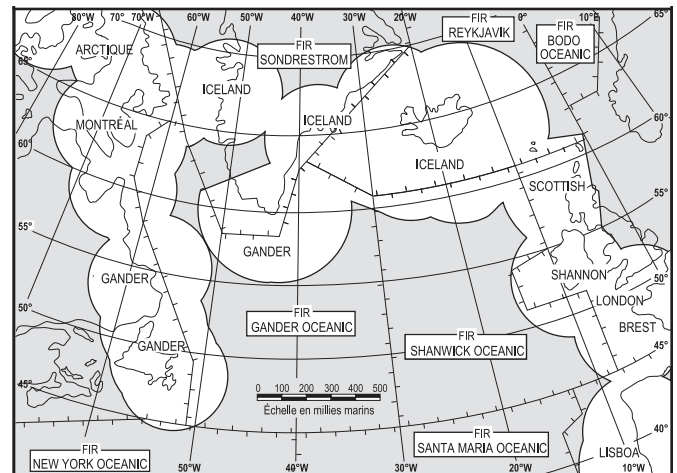 80°W 70° 70°W 60°W 50°W 40°W 30°W 20°W 10°W 0° 10°E 65°
ARCTIQUE
FIR
REYKJAVIK
FIR
SONDRESTROM
FIR
BODO
OCEANIC
65°
ICELAND
ICELAND
MONTRÉAL
60°
60°
ICELAND
SCOTTISH
55°
55°
GANDER
GANDER
SHANNON
50°
LONDON
BREST
50°
FIR
GANDER OCEANIC
FIR
SHANWICK OCEANIC
GANDER
45°
45°
0 100 200 300 400 500
Échelle en millies marins
40°
FIR
NEW YORK OCEANIC
FIR
SANTA MARIA OCEANIC
LISBOA
50°W 40°W 30°W 20°W 10°W